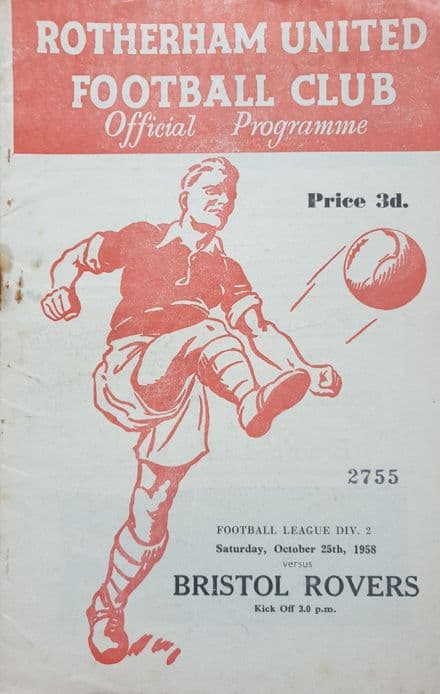 ROTHERHAM UNITED
FOOTBALL CLUB
Official Programme
Price 3d.
2755
FOOTBALL LEAGUE DIV. 2
Saturday, October 25th, 1958
versus
BRISTOL ROVERS
Kick Off 3.0 p.m.